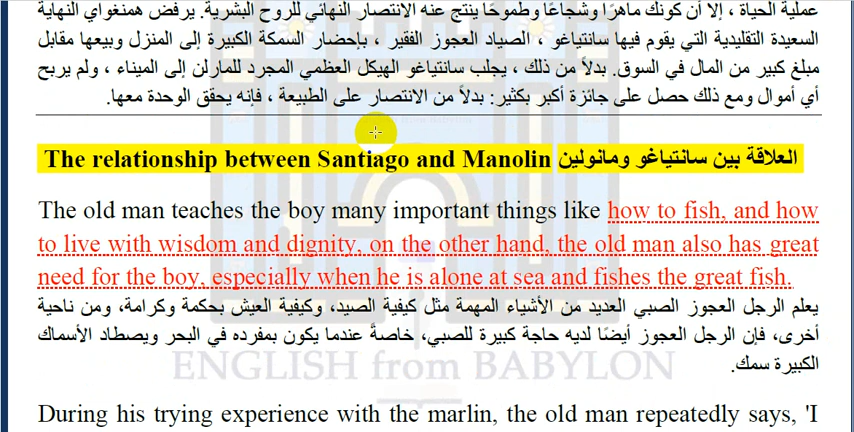 عملية الحياة ، إلا أن كونك ماهرًا وشجاعًا وطموحًا ينتج عنه الانتصار النهائي للروح البشرية. يرفض همنغواي النهاية
السعيدة التقليدية التي يقوم فيها سانتياغو ، الصياد العجوز الفقير ، بإحضار السمكة الكبيرة إلى المنزل وبيعها مقابل
مبلغ كبير من المال في السوق. بدلاً من ذلك ، يجلب سانتياغو الهيكل العظمي المجرد للمارلن إلى الميناء ، ولم يربح
أي أموال ومع ذلك حصل على جائزة أكبر بكثير: بدلاً من الانتصار على الطبيعة ، فإنه يحقق الوحدة معها.
The relationship between Santiago and Manolin العلاقة بين سانتياغو ومانولين
The old man teaches the boy many important things like how to fish, and how
to live with wisdom and dignity, on the other hand, the old man also has great
need for the boy, especially when he is alone at sea and fishes the great fish.
يعلم الرجل العجوز الصبي العديد من الأشياء المهمة مثل كيفية الصيد، وكيفية العيش بحكمة وكرامة، ومن ناحية
أخرى، فإن الرجل العجوز أيضًا لديه حاجة كبيرة للصبي، خاصةً عندما يكون بمفرده في البحر ويصطاد الأسماك
الكبيرة سمك.
ENGLISH from BABYLON
During his trying experience with the marlin, the old man repeatedly says, 'I